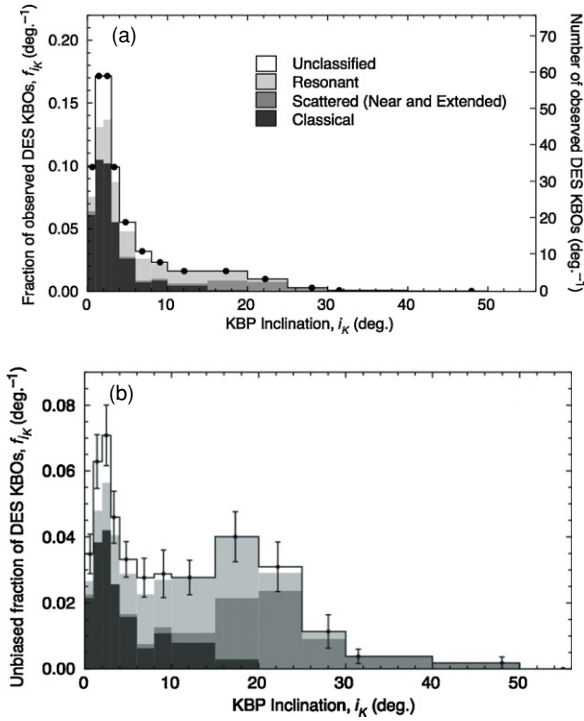 (a)
Fraction of observed DES KBOs, f_{i_K} (deg.⁻¹)
Number of observed DES KBOs (deg⁻¹)
0.20
0.15
0.10
0.05
0.00
70
60
50
40
30
20
10
0
Unclassified
Resonant
Scattered (Near and Extended)
Classical
0
10
20
30
40
50
KBP Inclination, i_K (deg.)
(b)
Unbiased fraction of DES KBOs, f_{i_K} (deg.⁻¹)
0.08
0.06
0.04
0.02
0.00
0
10
20
30
40
50
KBP Inclination, i_K (deg.)